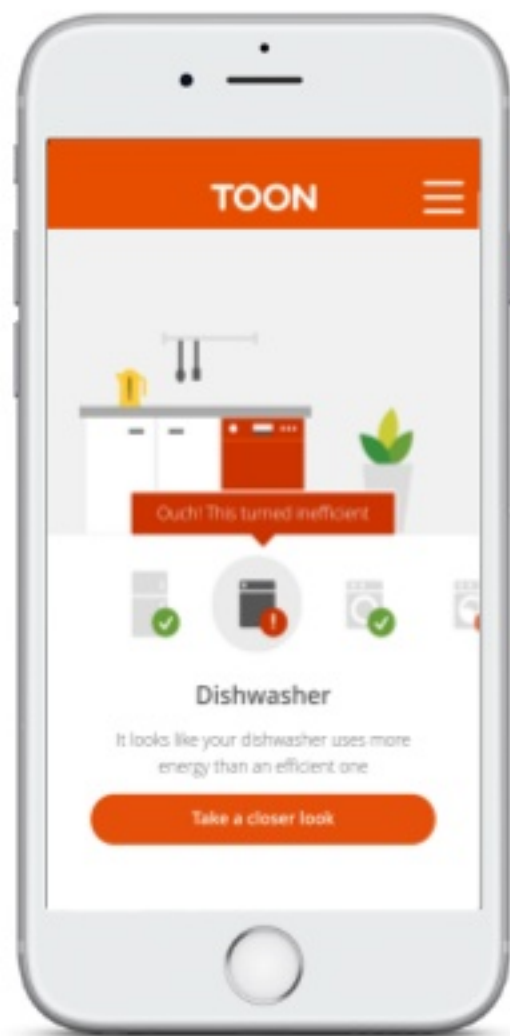 TOON
Ouch! This turned inefficient
Dishwasher
It looks like your dishwasher uses more
energy than an efficient one
Take a closer look